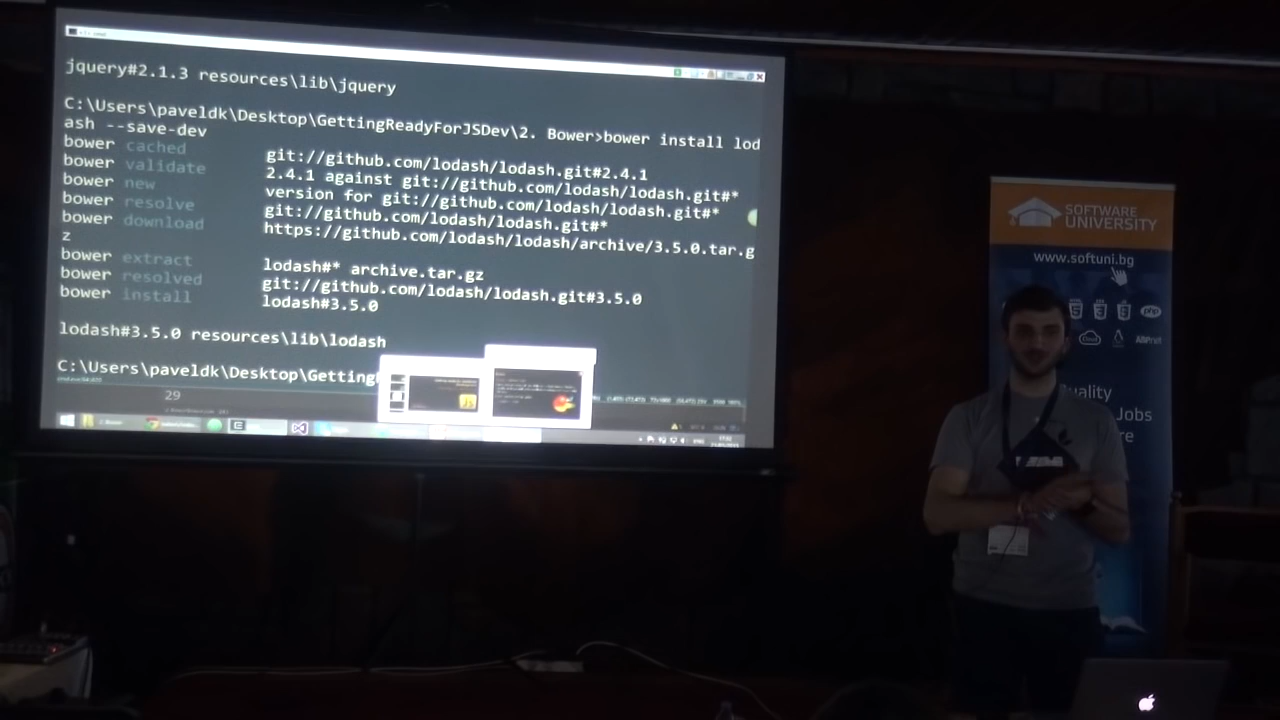 jquery#2.1.3 resources\lib\jquery
C:\Users\paveldk\Desktop\GettingReadyForJSDev\2. Bower>bower install lod
ash --save-dev
bower cached git://github.com/lodash/lodash.git#2.4.1
bower validate 2.4.1 against git://github.com/lodash/lodash.git#*
bower new version for git://github.com/lodash/lodash.git#*
bower resolve git://github.com/lodash/lodash.git#*
bower download https://github.com/lodash/lodash/archive/3.5.0.tar.g
z
bower extract lodash#* archive.tar.gz
bower resolved git://github.com/lodash/lodash.git#3.5.0
bower install lodash#3.5.0
lodash#3.5.0 resources\lib\lodash
C:\Users\paveldk\Desktop\Getting
29
JS
17:02
SOFTWARE
UNIVERSITY
www.softuni.bg
php
Quality
Jobs